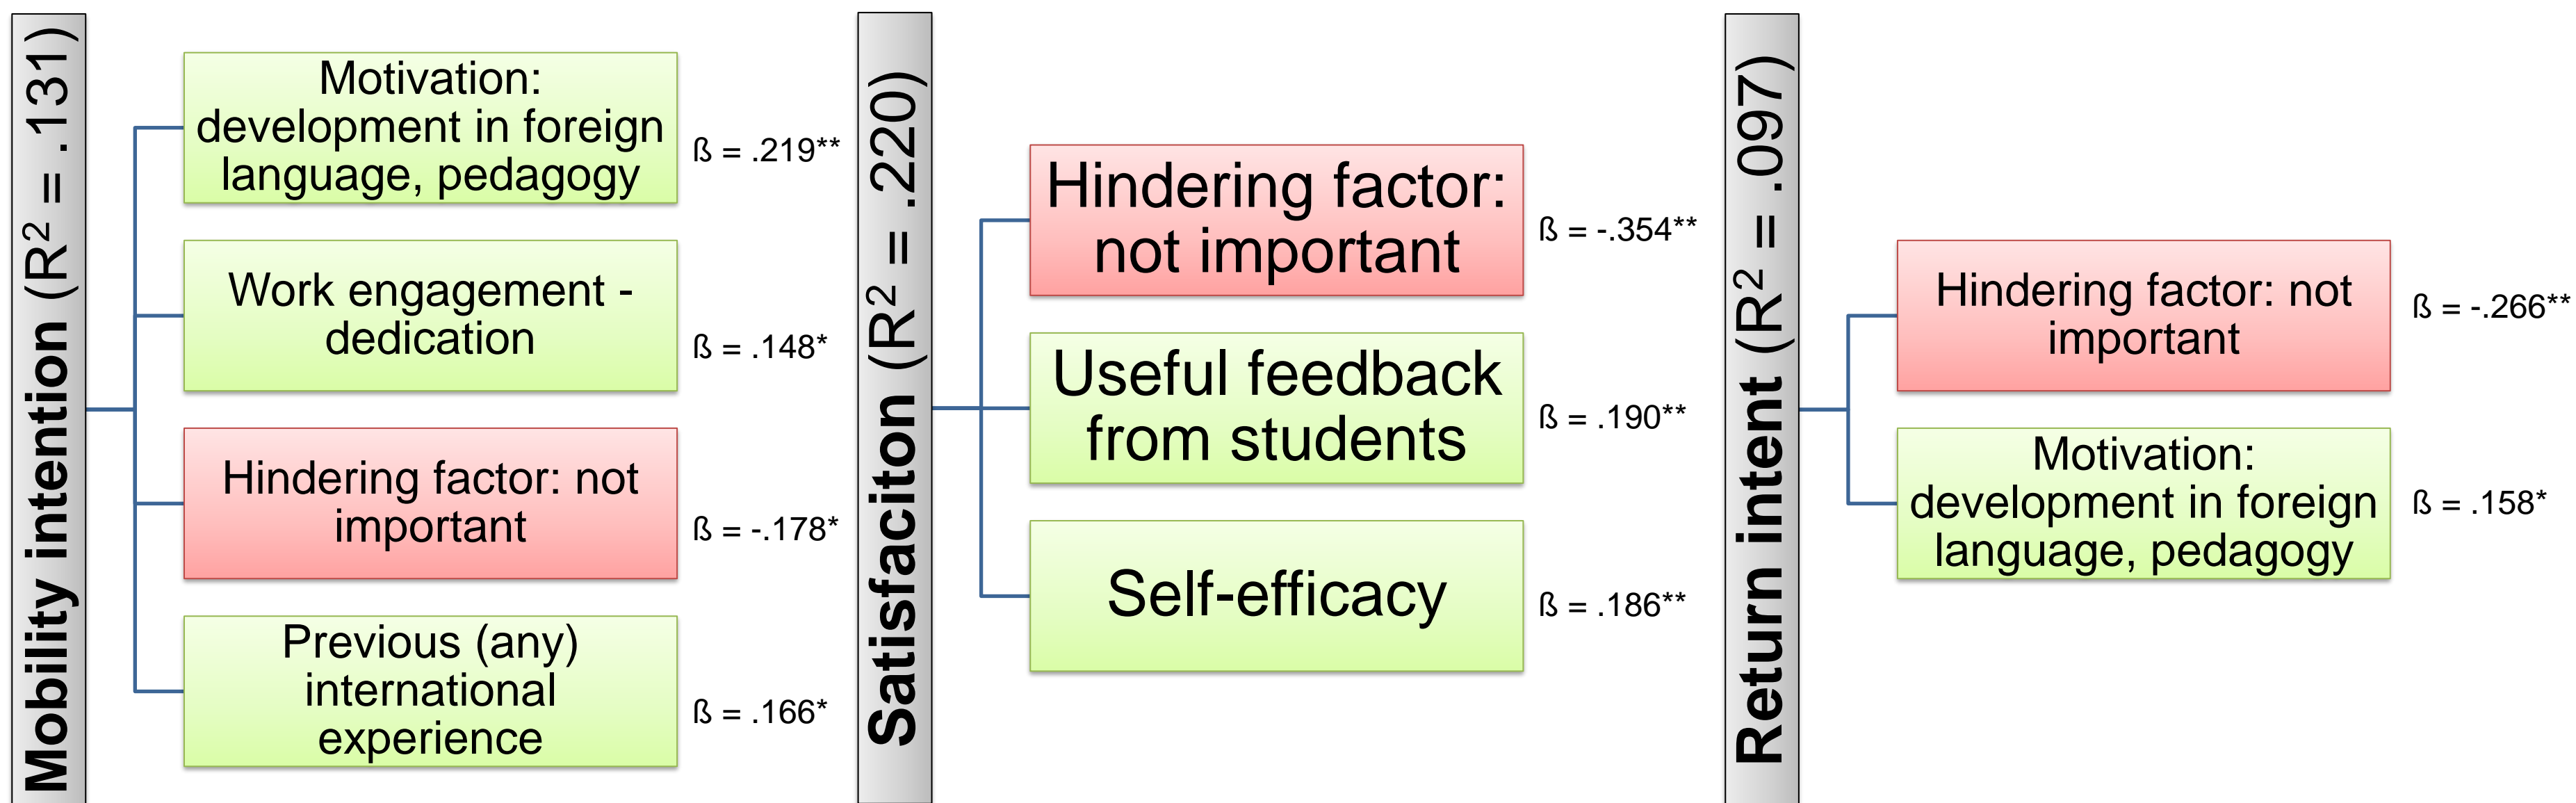 Mobility intention (R² = .131)
Motivation:
development in foreign
language, pedagogy
ß = .219**
Work engagement -
dedication
ß = .148*
Hindering factor: not
important
ß = -.178*
Previous (any)
international
experience
ß = .166*
Satisfaciton (R² = .220)
Hindering factor:
not important
ß = -.354**
Useful feedback
from students
ß = .190**
Self-efficacy
ß = .186**
Return intent (R² = .097)
Hindering factor: not
important
ß = -.266**
Motivation:
development in foreign
language, pedagogy
ß = .158*